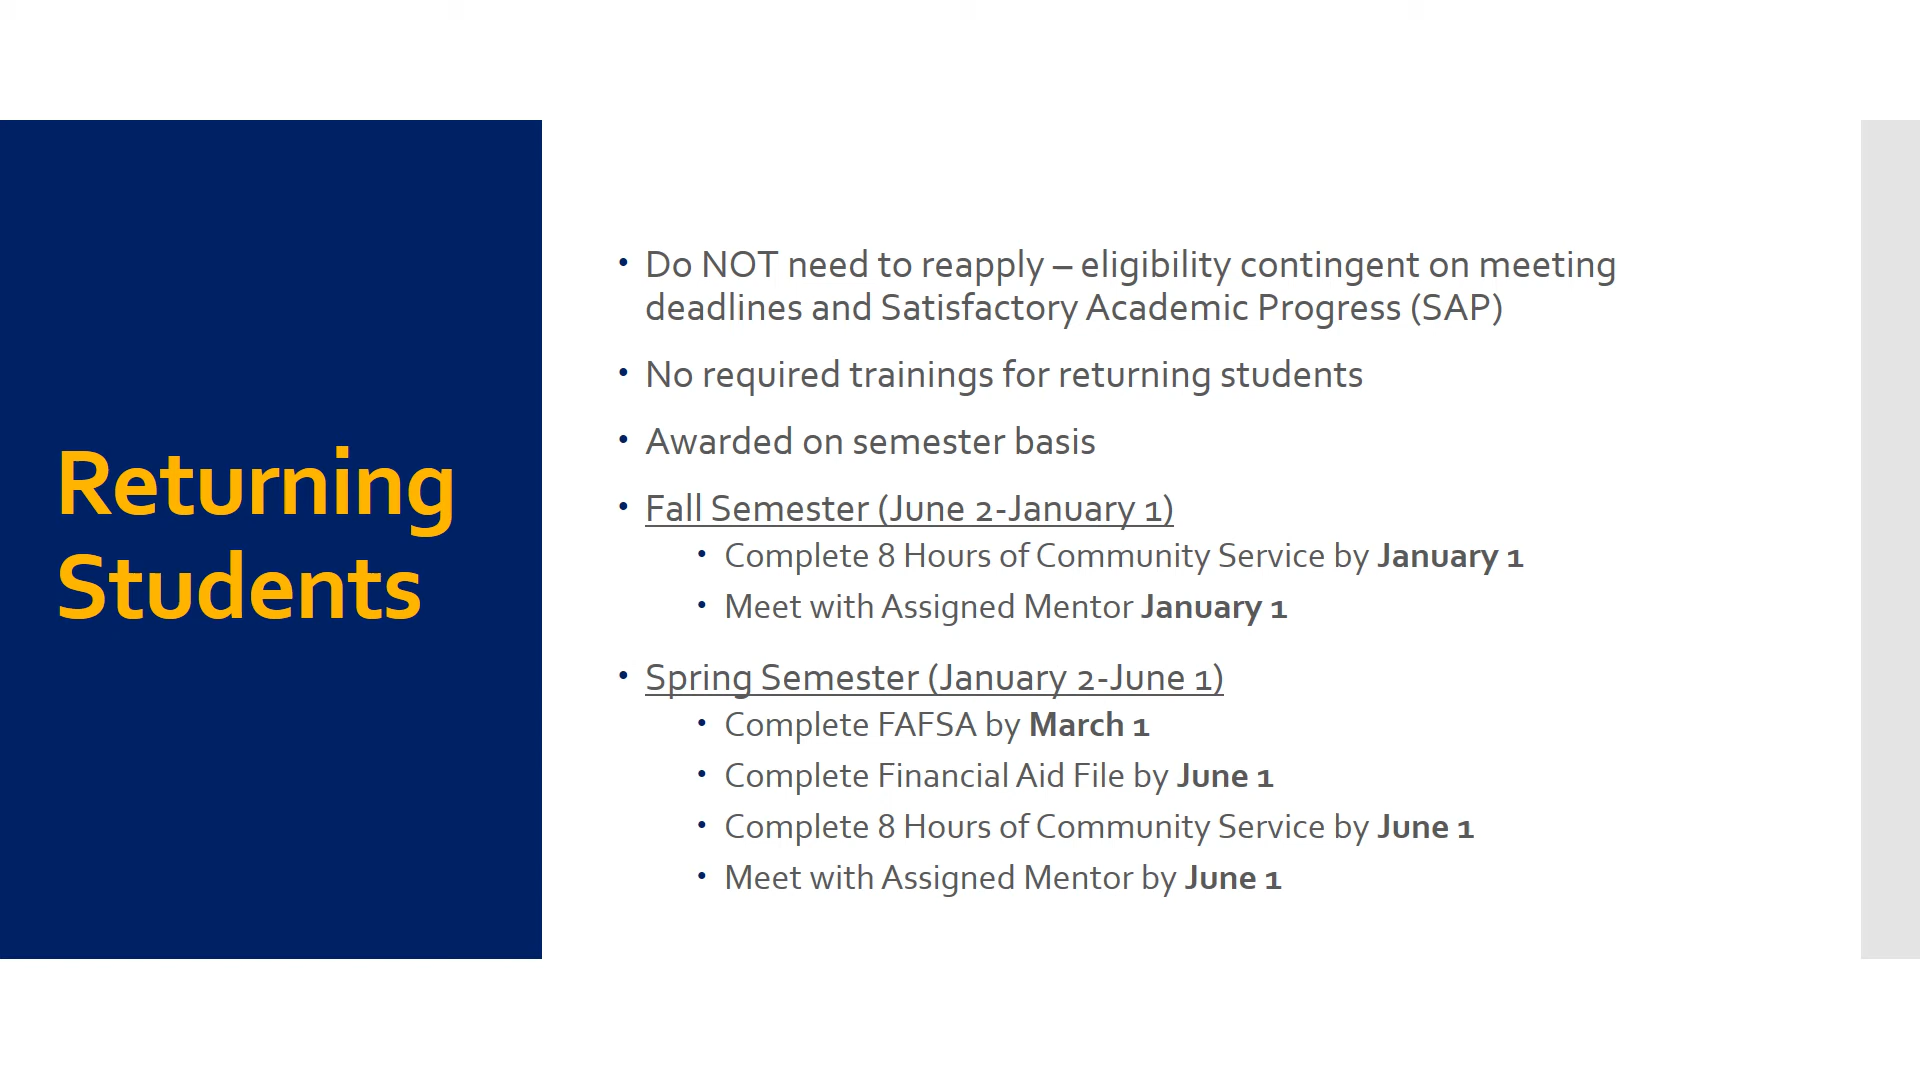 Returning
Students
• Do NOT need to reapply – eligibility contingent on meeting
deadlines and Satisfactory Academic Progress (SAP)
• No required trainings for returning students
• Awarded on semester basis
• Fall Semester (June 2-January 1)
• Complete 8 Hours of Community Service by January 1
• Meet with Assigned Mentor January 1
• Spring Semester (January 2-June 1)
• Complete FAFSA by March 1
• Complete Financial Aid File by June 1
• Complete 8 Hours of Community Service by June 1
• Meet with Assigned Mentor by June 1